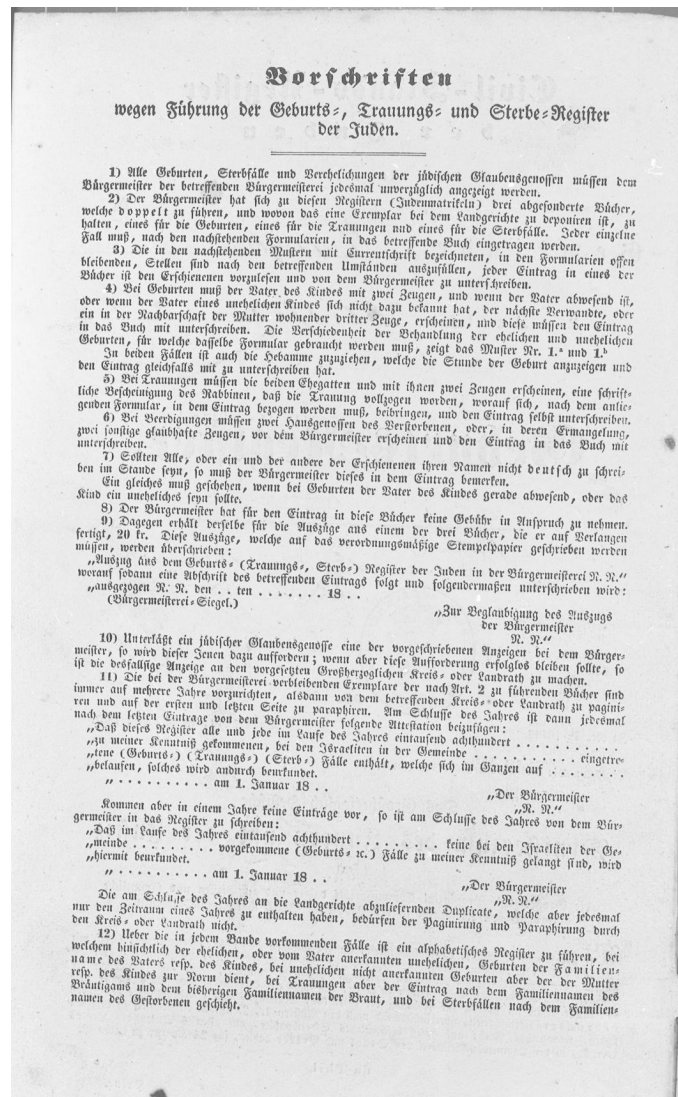 Vorschriften
wegen Führung der Geburts-, Trauungs- und Sterbe-Register
der Juden.
1) Alle Geburten, Sterbfälle und Verehelichungen der jüdischen Glaubensgenossen müssen dem
Bürgermeister der betreffenden Bürgermeisterei jedesmal unverzüglich angezeigt werden.
2) Der Bürgermeister hat sich zu diesen Registern (Judenmatrikeln) drei abgesonderte Bücher,
welche doppelt zu führen, und wovon das eine Exemplar bei dem Landgerichte zu deponiren ist, zu
halten, eines für die Geburten, eines für die Trauungen und eines für die Sterbfälle. Jeder einzelne
Fall muß, nach den nachstehenden Formularien, in das betreffende Buch eingetragen werden.
3) Die in den nachstehenden Mustern mit Currentschrift bezeichneten, in den Formularien offen
bleibenden, Stellen sind nach den betreffenden Umständen auszufüllen, jeder Eintrag in eines der
Bücher ist den Erschienenen vorzulesen und von dem Bürgermeister zu unterschreiben.
4) Bei Geburten muß der Vater des Kindes mit zwei Zeugen, und wenn der Vater abwesend ist,
oder wenn der Vater eines unehelichen Kindes sich nicht dazu bekannt hat, der nächste Verwandte, oder
ein in der Nachbarschaft der Mutter wohnender dritter Zeuge, erscheinen, und diese müssen den Eintrag
in das Buch mit unterschreiben. Die Verschiedenheit der Behandlung der ehelichen und unehelichen
Geburten, für welche dasselbe Formular gebraucht werden muß, zeigt das Muster Nr. 1.a und 1.b
In beiden Fällen ist auch die Hebamme zuzuziehen, welche die Stunde der Geburt anzuzeigen und
den Eintrag gleichfalls mit zu unterschreiben hat.
5) Bei Trauungen müssen die beiden Ehegatten und mit ihnen zwei Zeugen erscheinen, eine schrift-
liche Bescheinigung des Rabbinen, daß die Trauung vollzogen worden, worauf sich, nach dem anlie-
genden Formular, in dem Eintrag bezogen werden muß, beibringen, und den Eintrag selbst unterschreiben.
6) Bei Beerdigungen müssen zwei Hausgenossen des Verstorbenen, oder, in deren Ermangelung,
zwei sonstige glaubhafte Zeugen, vor dem Bürgermeister erscheinen und den Eintrag in das Buch mit
unterschreiben.
7) Sollten Alle, oder ein und der andere der Erschienenen ihren Namen nicht deutsch zu schrei-
ben im Stande seyn, so muß der Bürgermeister dieses in dem Eintrag bemerken.
Ein gleiches muß geschehen, wenn bei Geburten der Vater des Kindes gerade abwesend, oder das
Kind ein uneheliches seyn sollte.
8) Der Bürgermeister hat für den Eintrag in diese Bücher keine Gebühr in Anspruch zu nehmen.
9) Dagegen erhält derselbe für die Auszüge aus einem der drei Bücher, die er auf Verlangen
fertigt, 20 kr. Diese Auszüge, welche auf das verordnungsmäßige Stempelpapier geschrieben werden
müssen, werden überschrieben:
„Auszug aus dem Geburts- (Trauungs-, Sterb-) Register der Juden in der Bürgermeisterei N. N.“
worauf sodann eine Abschrift des betreffenden Eintrags folgt und folgendermaßen unterschrieben wird:
„ausgezogen N. N. den . . ten . . . . . . . 18 . .
(Bürgermeisterei-Siegel.)
„Zur Beglaubigung des Auszugs
der Bürgermeister
N. N.“
10) Unterläßt ein jüdischer Glaubensgenosse eine der vorgeschriebenen Anzeigen bei dem Bürger-
meister, so wird dieser Jenen dazu auffordern; wenn aber diese Aufforderung erfolglos bleiben sollte, so
ist die desfallsige Anzeige an den vorgesetzten Großherzoglichen Kreis- oder Landrath zu machen.
11) Die bei der Bürgermeisterei verbleibenden Exemplare der nach Art. 2 zu führenden Bücher sind
immer auf mehrere Jahre vorzurichten, alsdann von dem betreffenden Kreis- oder Landrath zu pagini-
ren und auf der ersten und letzten Seite zu paraphiren. Am Schlusse des Jahres ist dann jedesmal
nach dem letzten Eintrage von dem Bürgermeister folgende Attestation beizufügen:
„Daß dieses Register alle und jede im Laufe des Jahres eintausend achthundert . . . . . . . . . .
„zu meiner Kenntniß gekommenen, bei den Israeliten in der Gemeinde . . . . . . . . . . eingetre-
„tene (Geburts-) (Trauungs-) (Sterb-) Fälle enthält, welche sich im Ganzen auf . . . . . . . .
„belaufen, solches wird andurch beurkundet.
„ . . . . . . . . . . am 1. Januar 18 . .
„Der Bürgermeister
„N. N.“
Kommen aber in einem Jahre keine Einträge vor, so ist am Schlusse des Jahres von dem Bür-
germeister in das Register zu schreiben:
„Daß im Laufe des Jahres eintausend achthundert . . . . . . . . . keine bei den Israeliten der Ge-
„meinde . . . . . . . . . vorgekommene (Geburts- ꝛc.) Fälle zu meiner Kenntniß gelangt sind, wird
„hiermit beurkundet.
„ . . . . . . . . . . am 1. Januar 18 . .
„Der Bürgermeister
„N. N.“
Die am Schlusse des Jahres an die Landgerichte abzuliefernden Duplicate, welche aber jedesmal
nur den Zeitraum eines Jahres zu enthalten haben, bedürfen der Paginirung und Paraphirung durch
den Kreis- oder Landrath nicht.
12) Ueber die in jedem Bande vorkommenden Fälle ist ein alphabetisches Register zu führen, bei
welchem hinsichtlich der ehelichen, oder vom Vater anerkannten unehelichen, Geburten der Familien-
name des Vaters resp. des Kindes, bei unehelichen nicht anerkannten Geburten aber der der Mutter
resp. des Kindes zur Norm dient, bei Trauungen aber der Eintrag nach dem Familiennamen des
Bräutigams und dem bisherigen Familiennamen der Braut, und bei Sterbfällen nach dem Familien-
namen des Gestorbenen geschieht.